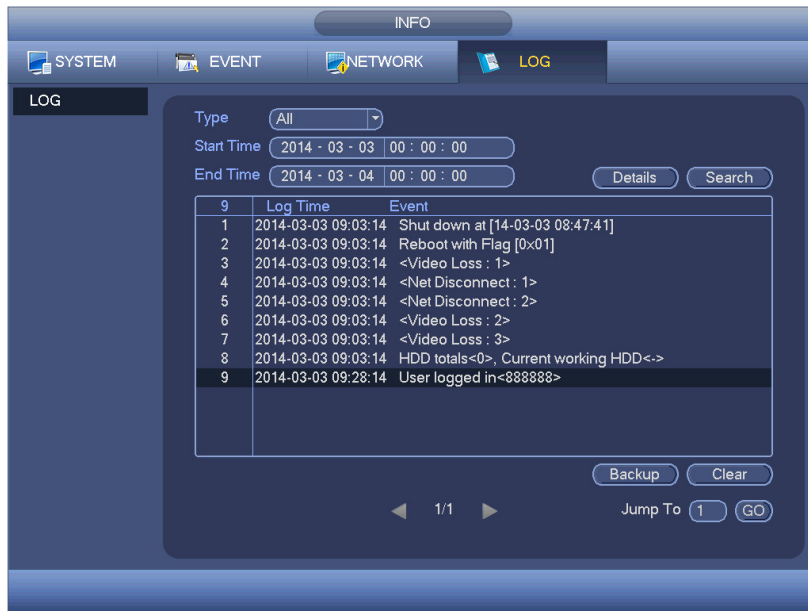 INFO
SYSTEM EVENT NETWORK LOG
LOG
Type All
Start Time 2014 - 03 - 03 00 : 00 : 00
End Time 2014 - 03 - 04 00 : 00 : 00
Details Search
9 Log Time Event
1 2014-03-03 09:03:14 Shut down at [14-03-03 08:47:41]
2 2014-03-03 09:03:14 Reboot with Flag [0x01]
3 2014-03-03 09:03:14 <Video Loss : 1>
4 2014-03-03 09:03:14 <Net Disconnect : 1>
5 2014-03-03 09:03:14 <Net Disconnect : 2>
6 2014-03-03 09:03:14 <Video Loss : 2>
7 2014-03-03 09:03:14 <Video Loss : 3>
8 2014-03-03 09:03:14 HDD totals<0>, Current working HDD<->
9 2014-03-03 09:28:14 User logged in<888888>
Backup Clear
1/1 Jump To 1 GO